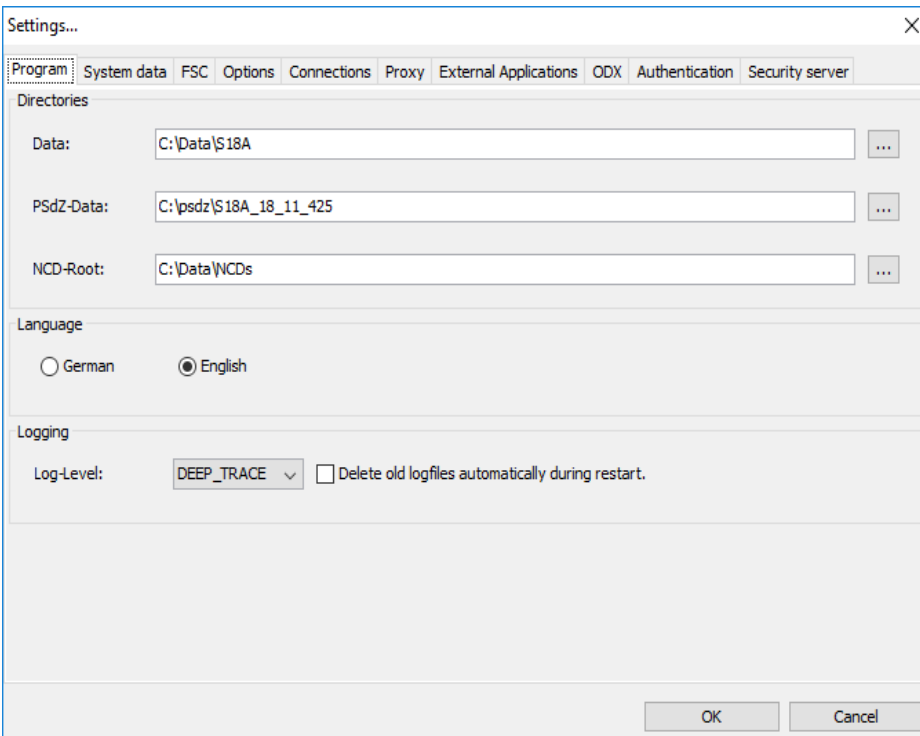 Settings...
Program System data FSC Options Connections Proxy External Applications ODX Authentication Security server
Directories
Data: C:\Data\S18A ...
PSdZ-Data: C:\psdz\S18A_18_11_425 ...
NCD-Root: C:\Data\NCDs ...
Language
German English
Logging
Log-Level: DEEP_TRACE Delete old logfiles automatically during restart.
OK Cancel